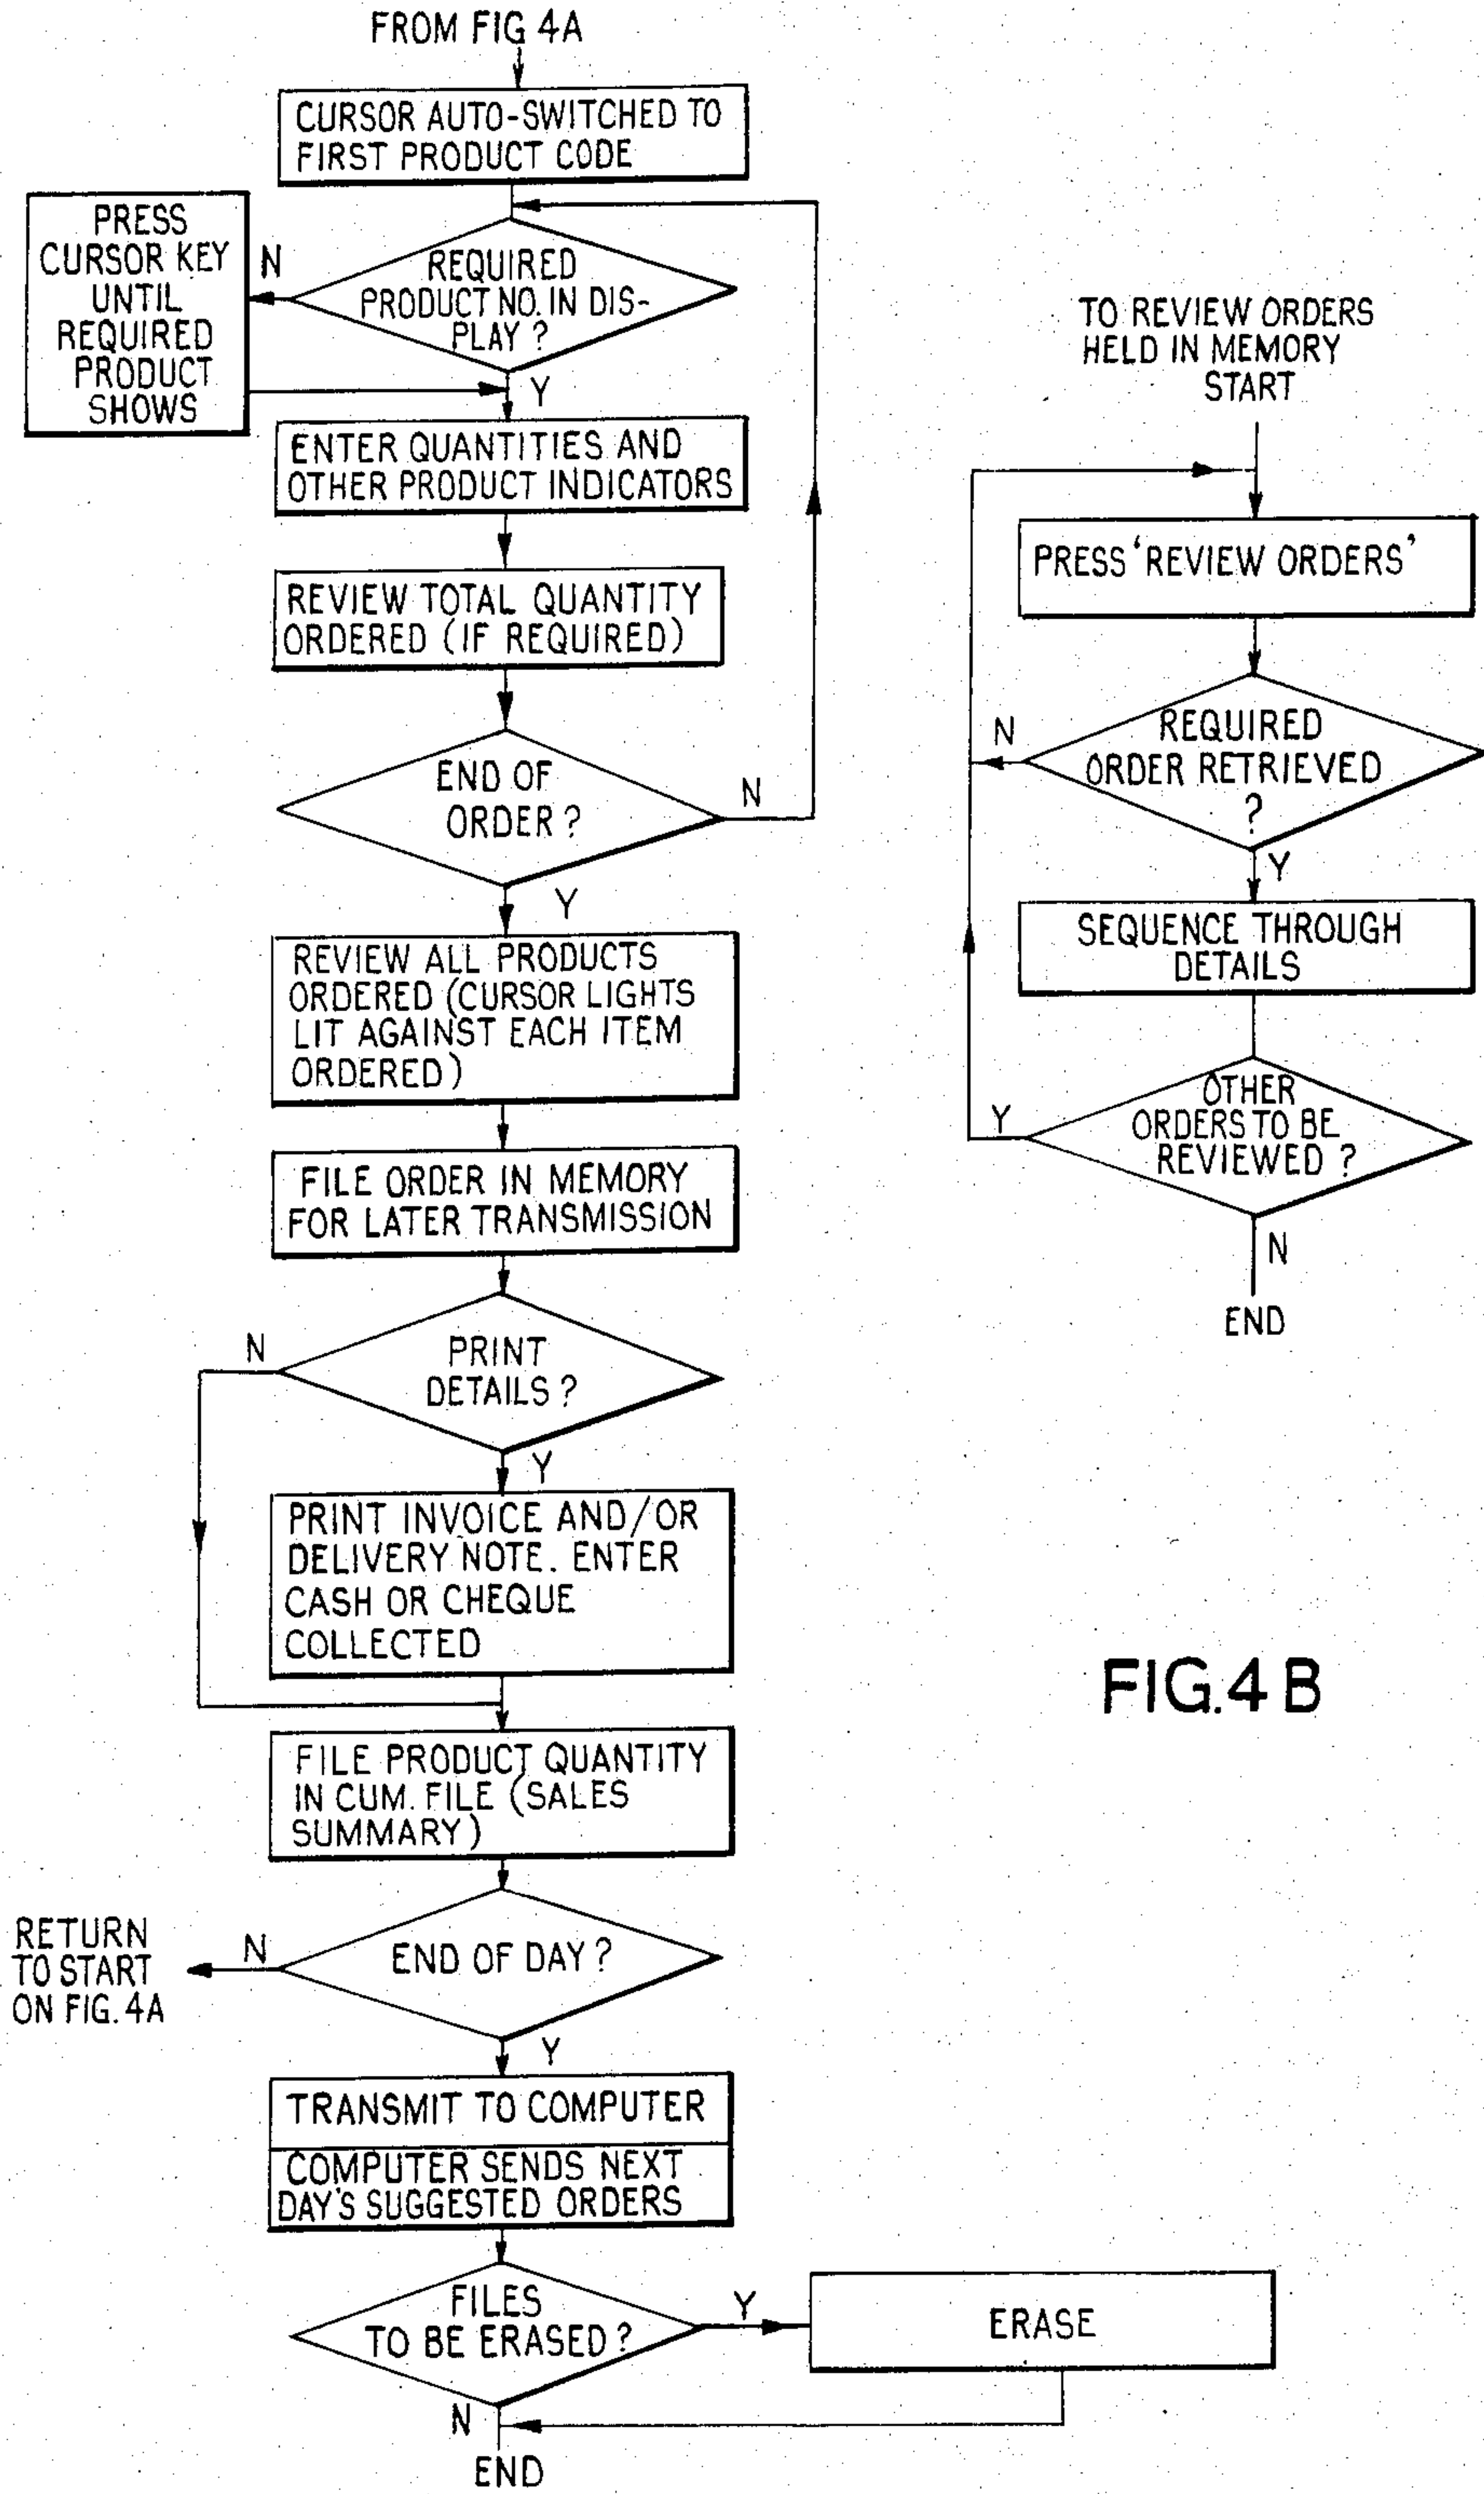 FROM FIG 4A
CURSOR AUTO-SWITCHED TO
FIRST PRODUCT CODE
PRESS
CURSOR KEY
UNTIL
REQUIRED
PRODUCT
SHOWS
N
REQUIRED
PRODUCT NO. IN DIS-
PLAY ?
Y
ENTER QUANTITIES AND
OTHER PRODUCT INDICATORS
REVIEW TOTAL QUANTITY
ORDERED (IF REQUIRED)
END OF
ORDER ?
N
Y
REVIEW ALL PRODUCTS
ORDERED (CURSOR LIGHTS
LIT AGAINST EACH ITEM
ORDERED)
FILE ORDER IN MEMORY
FOR LATER TRANSMISSION
N
PRINT
DETAILS ?
Y
PRINT INVOICE AND/OR
DELIVERY NOTE. ENTER
CASH OR CHEQUE
COLLECTED
FILE PRODUCT QUANTITY
IN CUM. FILE (SALES
SUMMARY)
RETURN
TO START
ON FIG. 4A
N
END OF DAY ?
Y
TRANSMIT TO COMPUTER
COMPUTER SENDS NEXT
DAY'S SUGGESTED ORDERS
FILES
TO BE ERASED ?
Y
ERASE
N
END
TO REVIEW ORDERS
HELD IN MEMORY
START
PRESS 'REVIEW ORDERS'
N
REQUIRED
ORDER RETRIEVED
?
Y
SEQUENCE THROUGH
DETAILS
Y
OTHER
ORDERS TO BE
REVIEWED ?
N
END
FIG. 4 B